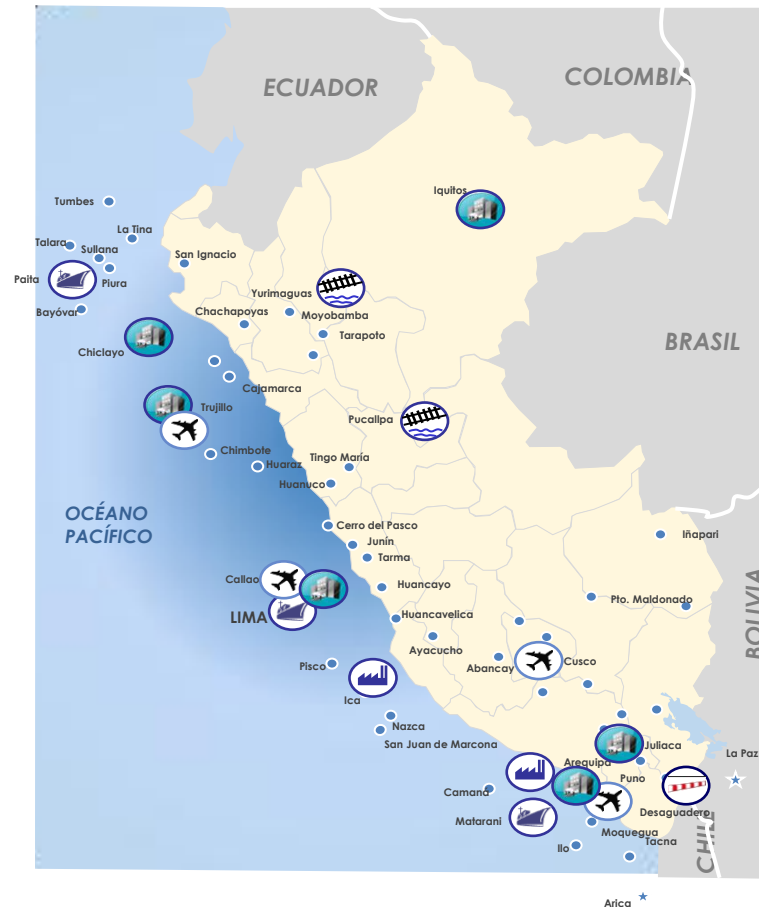 ECUADOR
COLOMBIA
Iquitos
Tumbes
La Tina
Talara
Sullana
San Ignacio
Paita
Piura
Yurimaguas
Bayóvar
Chachapoyas
Moyobamba
Tarapoto
BRASIL
Chiclayo
Cajamarca
Trujillo
Pucallpa
Chimbote
Tingo María
Huaraz
Huanuco
OCÉANO
PACÍFICO
Cerro del Pasco
Iñapari
Junín
Tarma
Callao
Huancayo
Pto. Maldonado
BOLIVIA
LIMA
Huancavelica
Ayacucho
Pisco
Abancay
Cusco
Ica
Nazca
San Juan de Marcona
Juliaca
La Paz
Arequipa
Puno
Camaná
Desaguadero
Matarani
Moquegua
Tacna
CHILE
Ilo
Arica